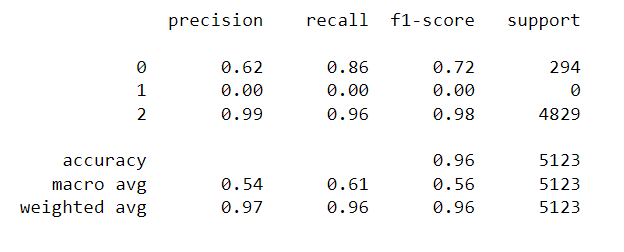 precision recall f1-score support
0 0.62 0.86 0.72 294
1 0.00 0.00 0.00 0
2 0.99 0.96 0.98 4829
accuracy 0.96 5123
macro avg 0.54 0.61 0.56 5123
weighted avg 0.97 0.96 0.96 5123